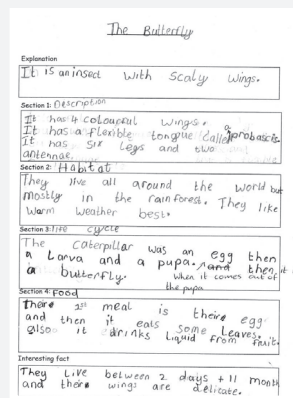 The Butterfly
Explanation
It is an insect with scaly wings.
Section 1: Description
It has 4 colourful wings.
It has a flexible tongue called a probascis.
It has six legs and two
antennae.
Section 2: Habitat
They live all around the world but
mostly in the rainforest. They like
warm weather best.
Section 3: life cycle
The caterpillar was an egg then
a Larva and a pupa. and then it
a butterfly. when it comes out of
the pupa
Section 4: Food
Theire 1st meal is theire egg
and then it eats some leaves.
also it drinks liquid from fruit.
Interesting fact
They live between 2 days + 11 month
and theire wings are delicate.